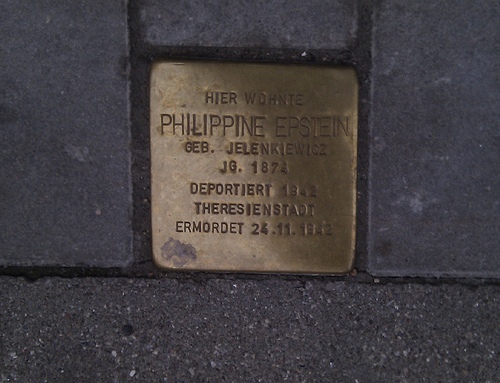 HIER WOHNTE
PHILIPPINE EPSTEIN
GEB. JELENKIEWICZ
JG. 1874
DEPORTIERT 1942
THERESIENSTADT
ERMORDET 24.11.1942